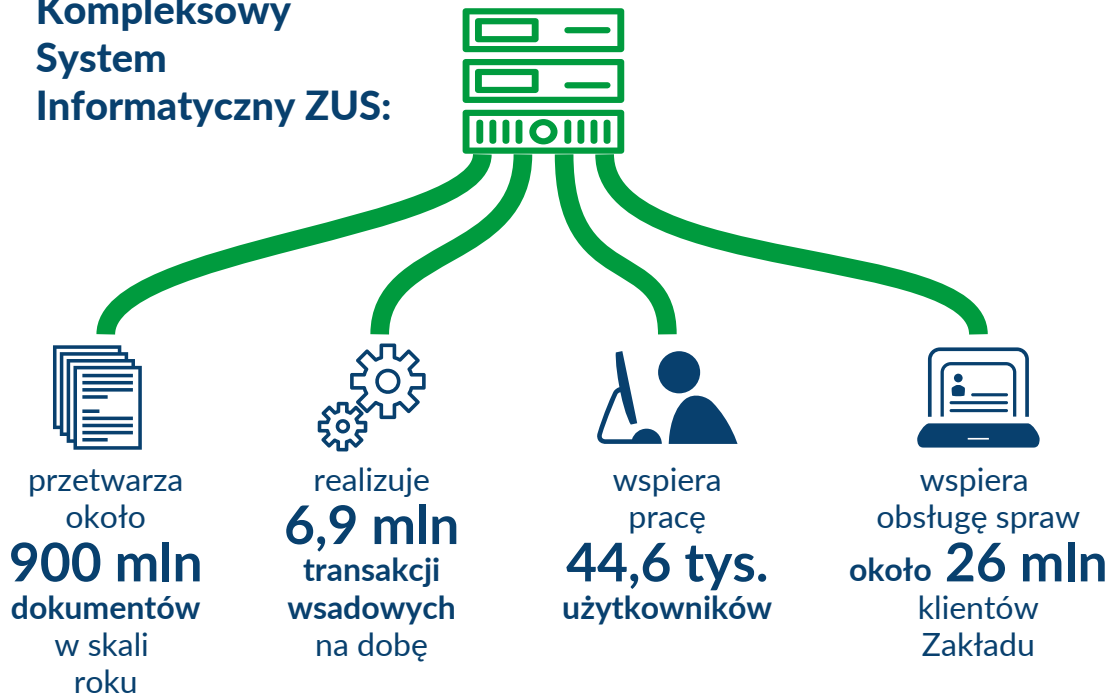 Kompleksowy
System
Informatyczny ZUS:
przetwarza
około
900 mln
dokumentów
w skali
roku
realizuje
6,9 mln
transakcji
wsadowych
na dobę
wspiera
pracę
44,6 tys.
użytkowników
wspiera
obsługę spraw
około 26 mln
klientów
Zakładu